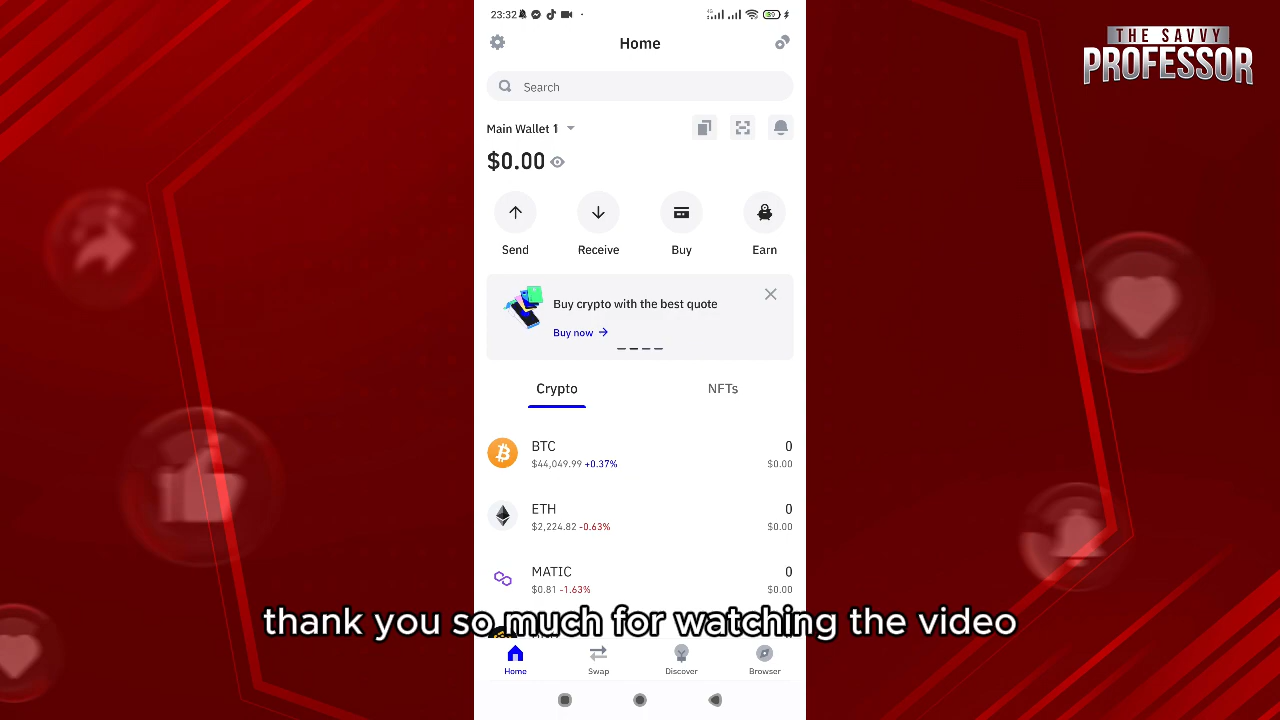 23:32
4G
89
THE SAVVY
PROFESSOR
Home
Search
Main Wallet 1
$0.00
Send
Receive
Buy
Earn
Buy crypto with the best quote
Buy now
Crypto
NFTs
BTC
0
$44,049.99 +0.37%
$0.00
ETH
0
$2,224.82 -0.63%
$0.00
MATIC
0
$0.81 -1.63%
$0.00
thank you so much for watching the video
Home
Swap
Discover
Browser